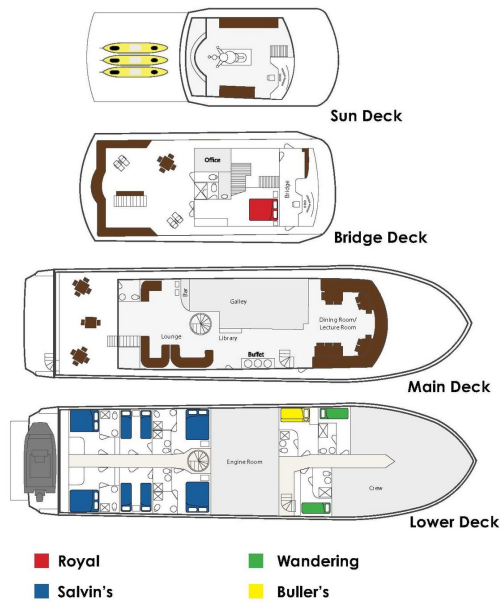 Sun Deck
Office
Bridge
Bridge Deck
Bar
Galley
Dining Room/
Lecture Room
Lounge
Library
Buffet
Main Deck
Engine Room
Crew
Lower Deck
Royal
Wandering
Salvin's
Buller's